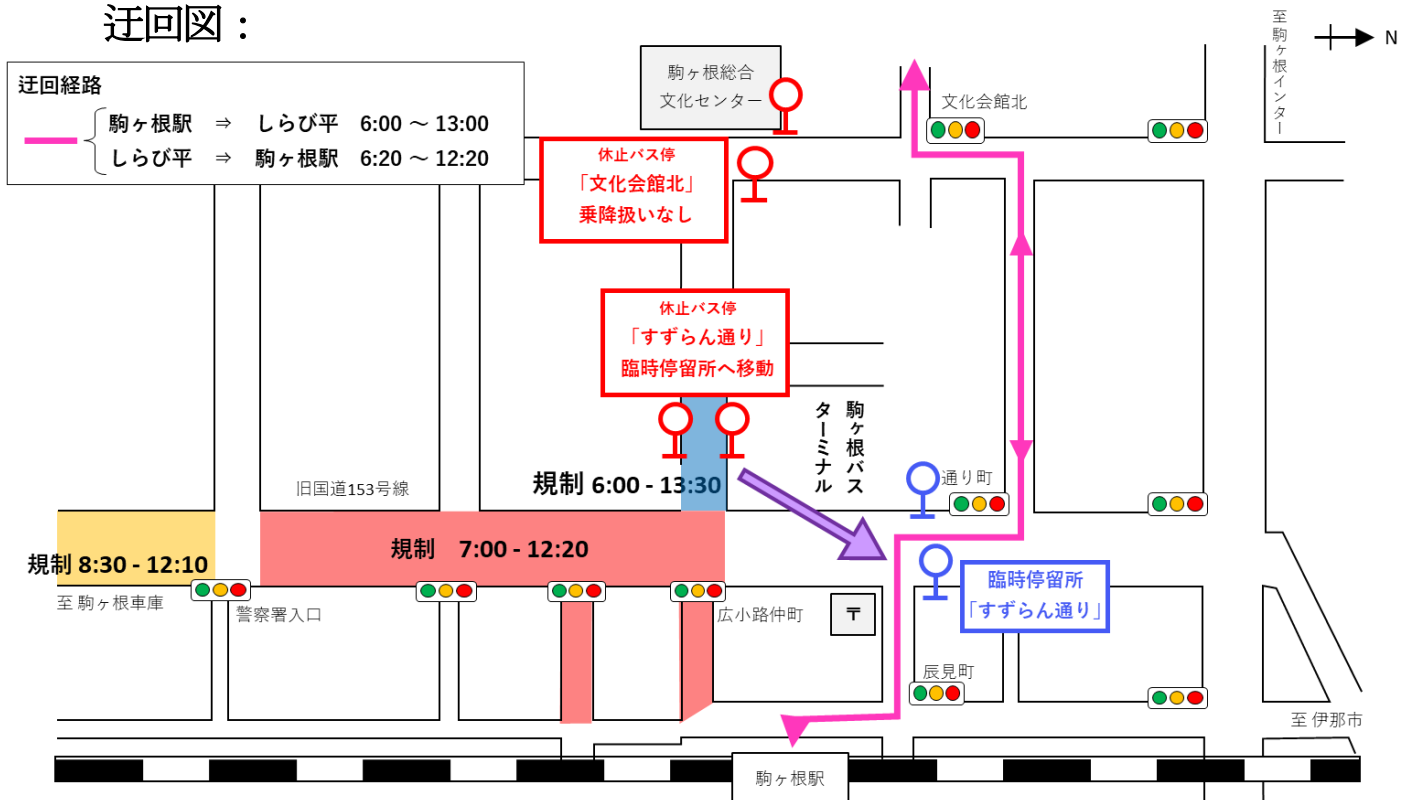 迂回図：
迂回経路
駒ヶ根駅 ⇒ しらび平 6:00 ～ 13:00
しらび平 ⇒ 駒ヶ根駅 6:20 ～ 12:20
駒ヶ根総合
文化センター
文化会館北
至 駒ヶ根インター
N
休止バス停
「文化会館北」
乗降扱いなし
休止バス停
「すずらん通り」
臨時停留所へ移動
駒ヶ根バス
ターミナル
規制 6:00 - 13:30
旧国道153号線
通り町
規制 7:00 - 12:20
規制 8:30 - 12:10
至 駒ヶ根車庫
警察署入口
広小路仲町
〒
臨時停留所
「すずらん通り」
辰見町
至 伊那市
駒ヶ根駅